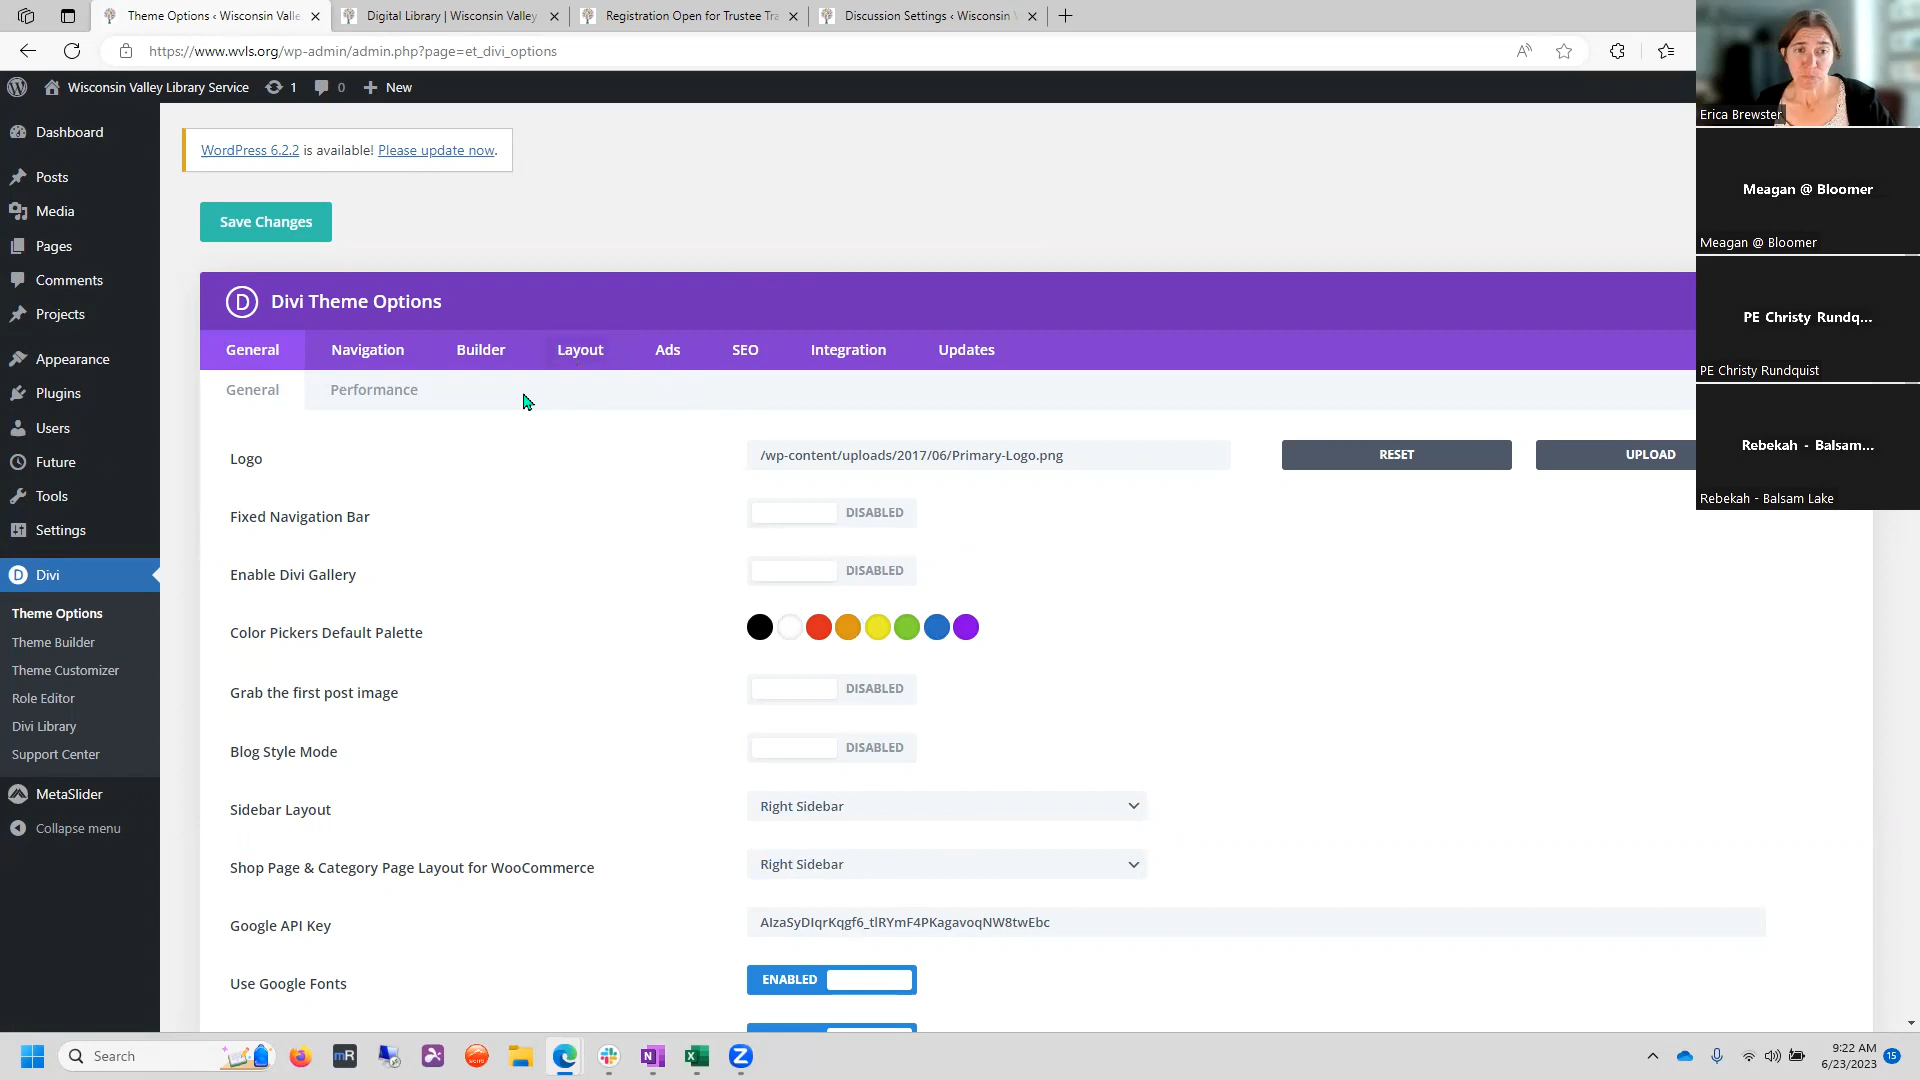 Theme Options ‹ Wisconsin Valle
Digital Library | Wisconsin Valley
Registration Open for Trustee Tra
Discussion Settings ‹ Wisconsin V
https://www.wvls.org/wp-admin/admin.php?page=et_divi_options
Wisconsin Valley Library Service
1
0
New
Dashboard
Posts
Media
Pages
Comments
Projects
Appearance
Plugins
Users
Future
Tools
Settings
Divi
Theme Options
Theme Builder
Theme Customizer
Role Editor
Divi Library
Support Center
MetaSlider
Collapse menu
WordPress 6.2.2 is available! Please update now.
Save Changes
Divi Theme Options
General
Navigation
Builder
Layout
Ads
SEO
Integration
Updates
General
Performance
Logo
/wp-content/uploads/2017/06/Primary-Logo.png
RESET
UPLOAD
Fixed Navigation Bar
DISABLED
Enable Divi Gallery
DISABLED
Color Pickers Default Palette
Grab the first post image
DISABLED
Blog Style Mode
DISABLED
Sidebar Layout
Right Sidebar
Shop Page & Category Page Layout for WooCommerce
Right Sidebar
Google API Key
Use Google Fonts
ENABLED
Erica Brewster
Meagan @ Bloomer
Meagan @ Bloomer
PE Christy Rundq...
PE Christy Rundquist
Rebekah - Balsam...
Rebekah - Balsam Lake
Search
mR
9:22 AM
6/23/2023
15